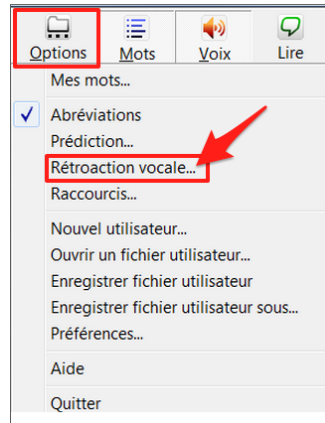 Options Mots Voix Lire
Mes mots...
Abréviations
Prédiction...
Rétroaction vocale...
Raccourcis...
Nouvel utilisateur...
Ouvrir un fichier utilisateur...
Enregistrer fichier utilisateur
Enregistrer fichier utilisateur sous...
Préférences...
Aide
Quitter